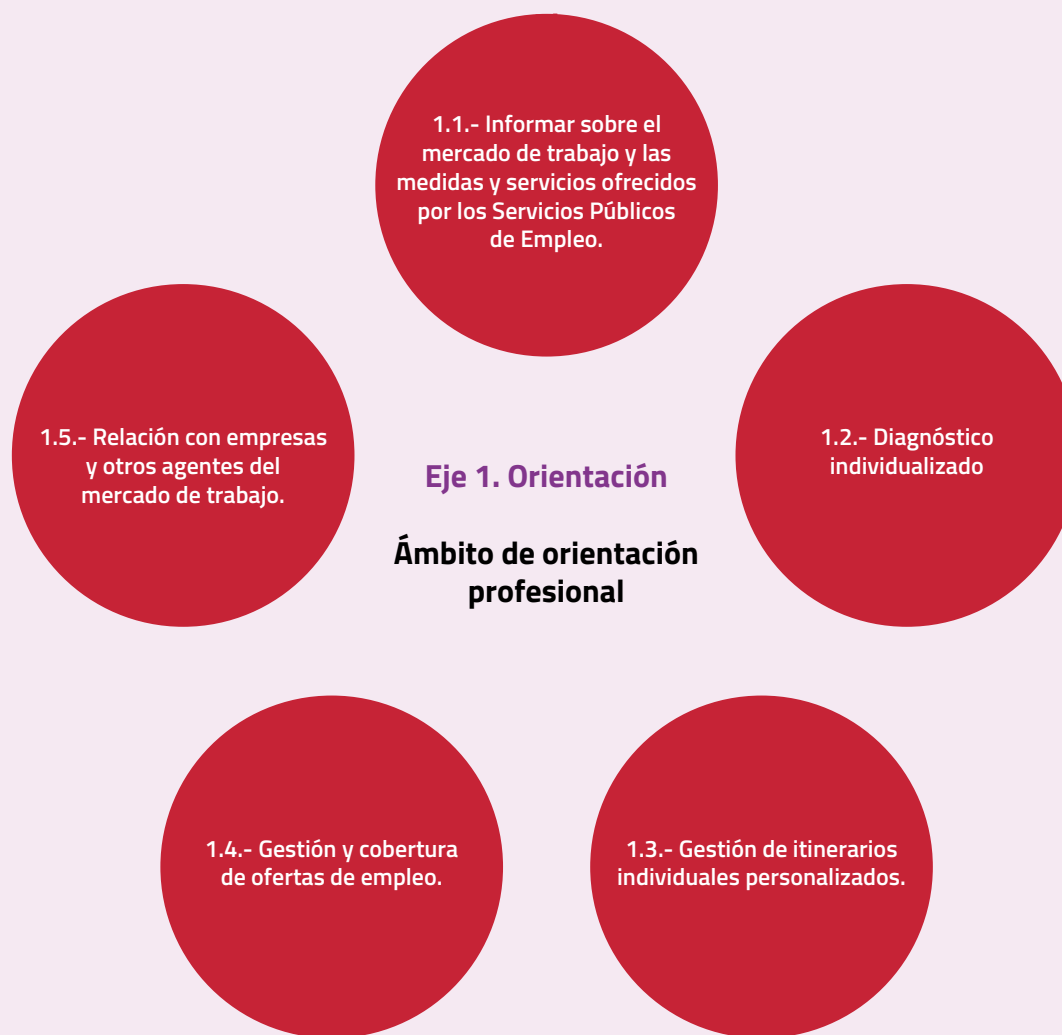 1.1.- Informar sobre el
mercado de trabajo y las
medidas y servicios ofrecidos
por los Servicios Públicos
de Empleo.
1.5.- Relación con empresas
y otros agentes del
mercado de trabajo.
Eje 1. Orientación
Ámbito de orientación
profesional
1.2.- Diagnóstico
individualizado
1.4.- Gestión y cobertura
de ofertas de empleo.
1.3.- Gestión de itinerarios
individuales personalizados.